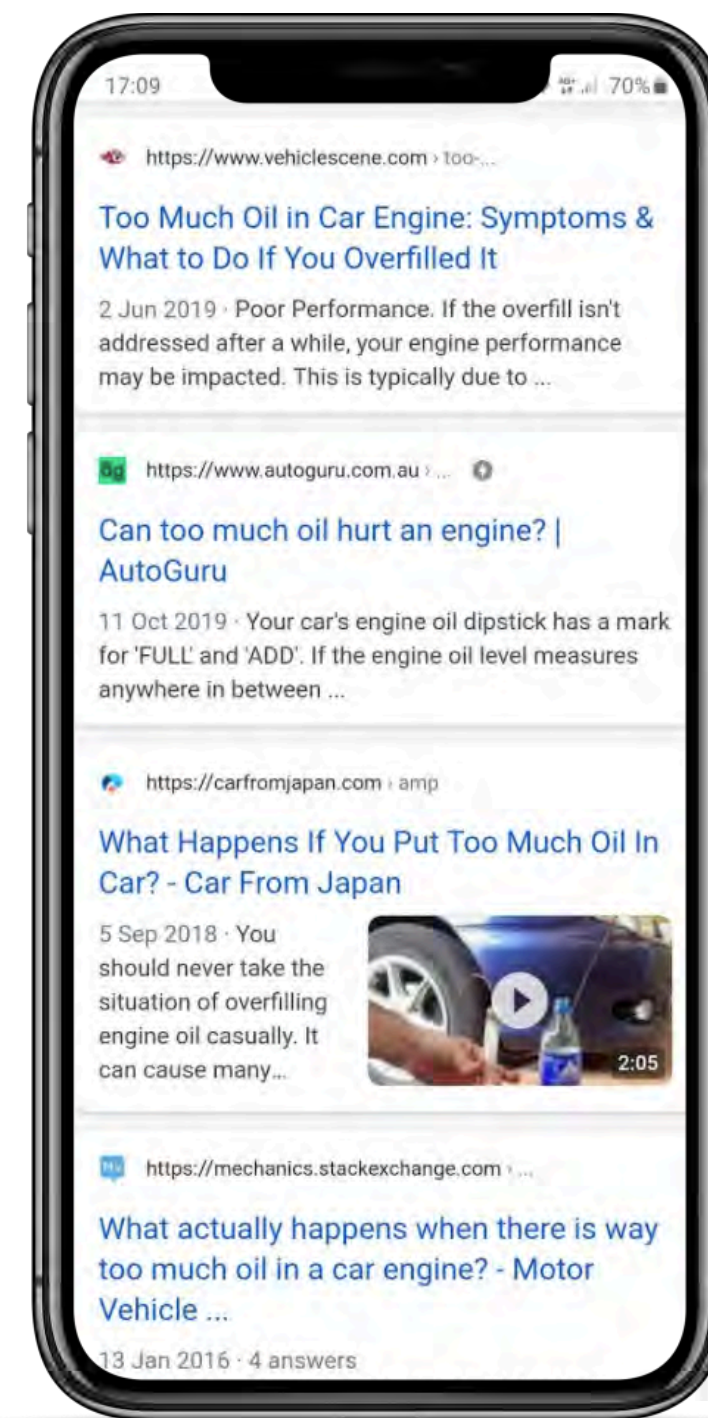 17:09
70%
https://www.vehiclescene.com › too-...
Too Much Oil in Car Engine: Symptoms &
What to Do If You Overfilled It
2 Jun 2019 · Poor Performance. If the overfill isn't
addressed after a while, your engine performance
may be impacted. This is typically due to ...
https://www.autoguru.com.au › ...
Can too much oil hurt an engine? |
AutoGuru
11 Oct 2019 · Your car's engine oil dipstick has a mark
for 'FULL' and 'ADD'. If the engine oil level measures
anywhere in between ...
https://carfromjapan.com › amp
What Happens If You Put Too Much Oil In
Car? - Car From Japan
5 Sep 2018 · You
should never take the
situation of overfilling
engine oil casually. It
can cause many...
2:05
https://mechanics.stackexchange.com › ...
What actually happens when there is way
too much oil in a car engine? - Motor
Vehicle ...
13 Jan 2016 · 4 answers